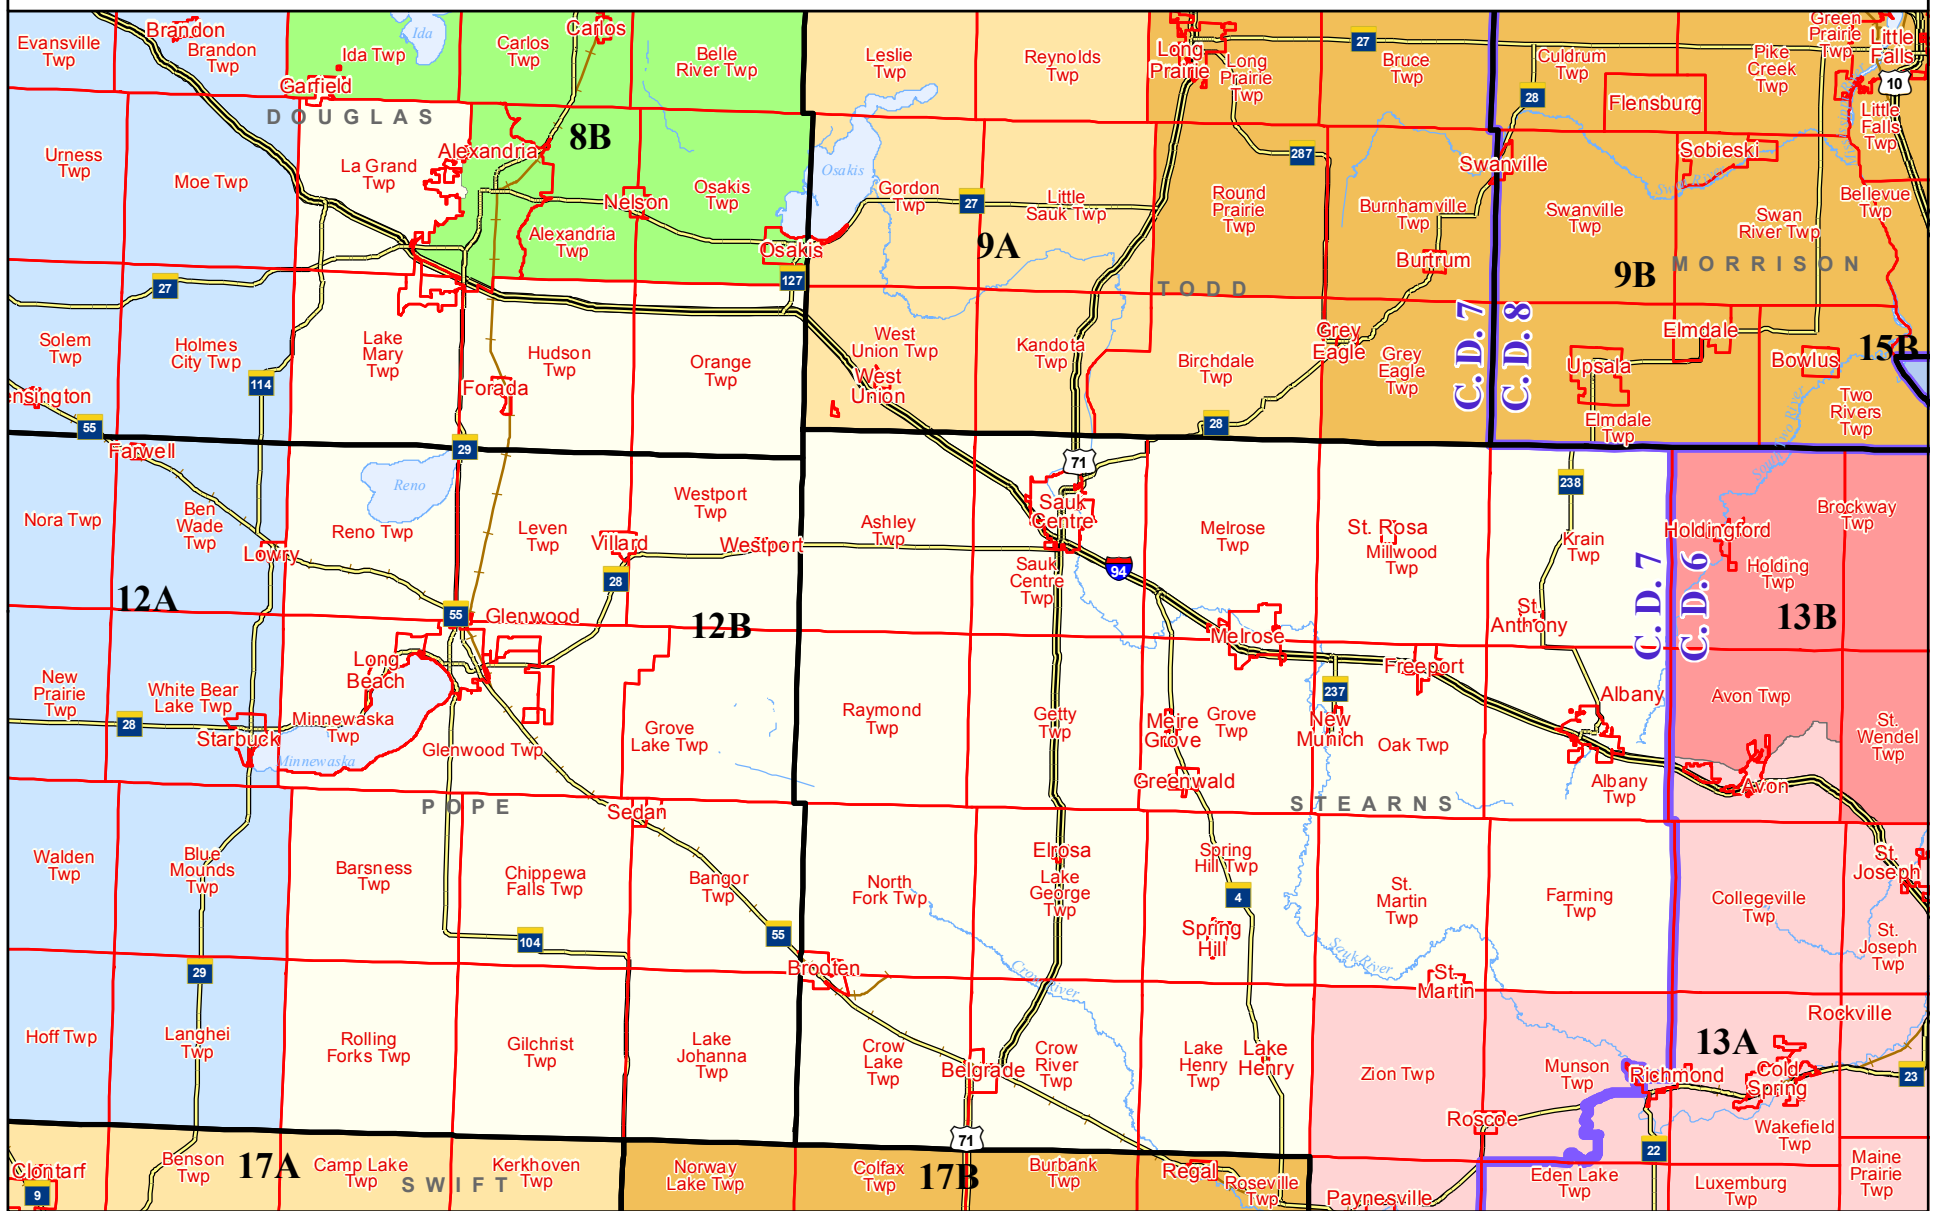 Evansville
Twp
Brandon
Brandon
Twp
Ida Twp
Ida
Carlos
Twp
Carlos
Belle
River Twp
Leslie
Twp
Reynolds
Twp
Long
Prairie
Long
Prairie
Twp
27
Bruce
Twp
Culdrum
Twp
28
Flensburg
Pike
Creek
Twp
Green
Prairie
Twp
Little
Falls
10
Little
Falls
Twp
Garfield
DOUGLAS
8B
Urness
Twp
Moe Twp
La Grand
Twp
Alexandria
Nelson
Osakis
Twp
Alexandria
Twp
Osakis
Osakis
127
Gordon
Twp
27
Little
Sauk Twp
9A
Round
Prairie
Twp
287
Burnhamville
Twp
Burtrum
Swanville
Swanville
Twp
Sobieski
Swan River
Swan
River Twp
Bellevue
Twp
9B
MORRISON
TODD
27
Solem
Twp
Holmes
City Twp
114
Lake
Mary
Twp
Hudson
Twp
Forada
Orange
Twp
West
Union Twp
West
Union
Kandota
Twp
Birchdale
Twp
28
Grey
Eagle
Grey
Eagle
Twp
C.D. 7
C.D. 8
Upsala
Elmdale
Elmdale
Twp
Bowlus
15B
Two
Rivers
Twp
ensington
55
Farwell
29
Reno
71
238
Nora Twp
Ben
Wade
Twp
Lowry
Reno Twp
Leven
Twp
Villard
28
Westport
Twp
Westport
Ashley
Twp
Sauk
Centre
Sauk
Centre
Twp
94
Melrose
Twp
St. Rosa
Millwood
Twp
Krain
Twp
St.
Anthony
C.D. 7
C.D. 6
Holdingford
Holding
Twp
Brockway
Twp
13B
12A
55
Glenwood
12B
Melrose
Freeport
237
New
Prairie
Twp
28
White Bear
Lake Twp
Starbuck
Long
Beach
Minnewaska
Twp
Minnewaska
Glenwood Twp
Grove
Lake Twp
Raymond
Twp
Getty
Twp
Meire
Grove
Grove
Twp
Greenwald
New
Munich
Oak Twp
Albany
Albany
Twp
Avon Twp
Avon
St.
Wendel
Twp
POPE
Sedan
STEARNS
Walden
Twp
Blue
Mounds
Twp
Barsness
Twp
Chippewa
Falls Twp
Bangor
Twp
55
104
North
Fork Twp
Elrosa
Lake
George
Twp
Spring
Hill Twp
4
Spring
Hill
St.
Martin
Twp
Farming
Twp
Collegeville
Twp
St.
Joseph
St.
Joseph
Twp
29
Brooten
Crow River
Sauk River
St.
Martin
Rockville
Hoff Twp
Langhei
Twp
Rolling
Forks Twp
Gilchrist
Twp
Lake
Johanna
Twp
Crow
Lake
Twp
Belgrade
Crow
River
Twp
Lake
Henry
Twp
Lake
Henry
Zion Twp
Munson
Twp
Richmond
13A
Cold
Spring
23
Roscoe
71
22
Wakefield
Twp
Clontarf
9
Benson
Twp
17A
Camp Lake
Twp
SWIFT
Kerkhoven
Twp
Norway
Lake Twp
Colfax
Twp
17B
Burbank
Twp
Regal
Roseville
Twp
Paynesville
Eden Lake
Twp
Luxemburg
Twp
Maine
Prairie
Twp